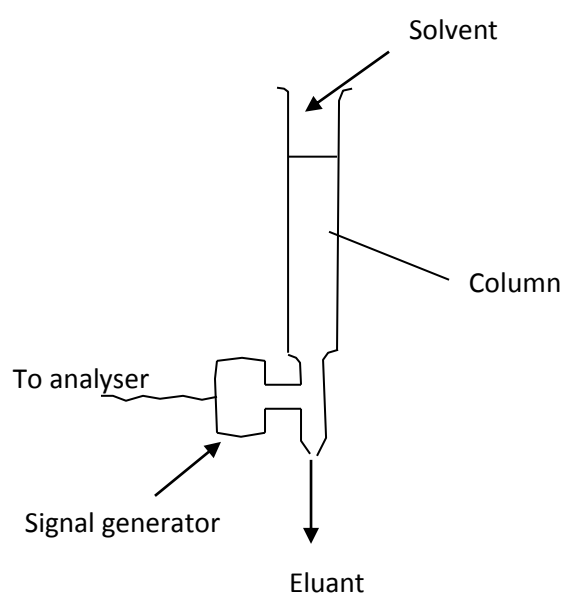 Solvent
Column
To analyser
Signal generator
Eluant